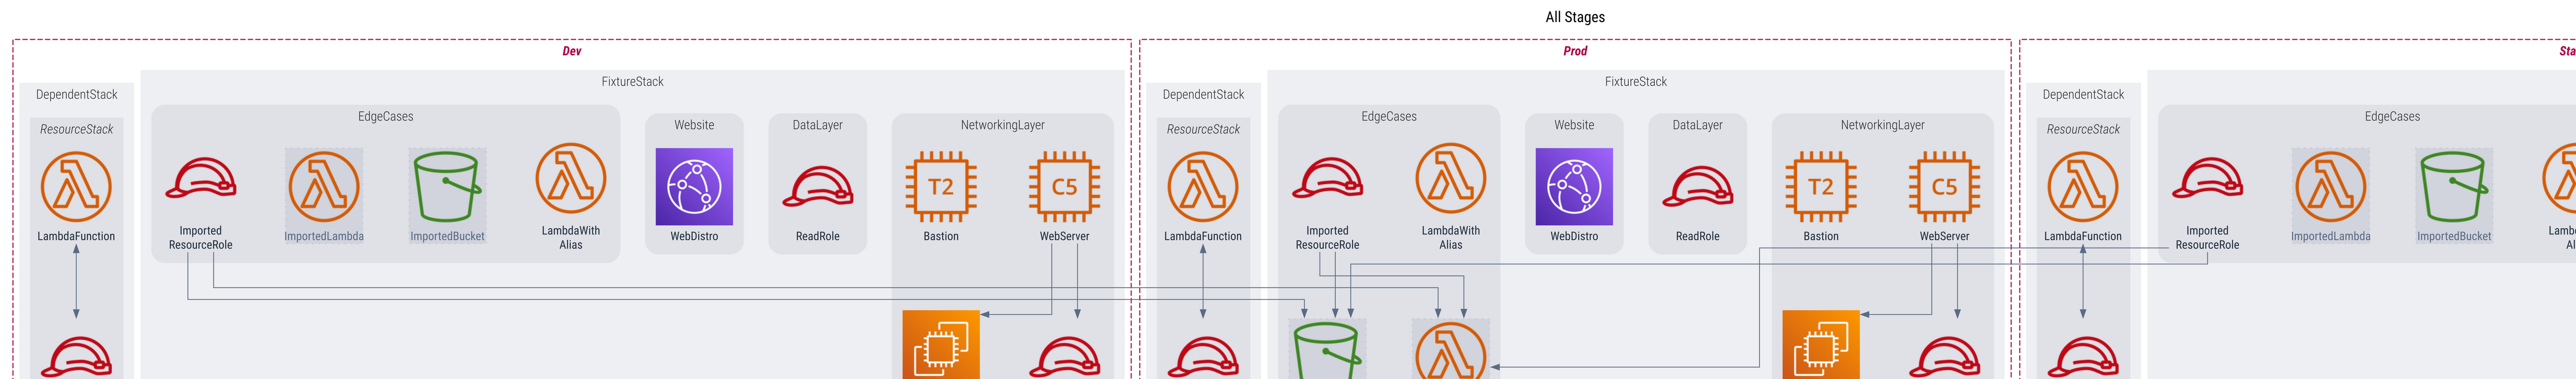 All Stages
Dev
DependentStack
ResourceStack
LambdaFunction
FixtureStack
EdgeCases
Imported
ResourceRole
ImportedLambda
ImportedBucket
LambdaWith
Alias
Website
WebDistro
DataLayer
ReadRole
NetworkingLayer
T2
Bastion
C5
WebServer
Prod
DependentStack
ResourceStack
LambdaFunction
FixtureStack
EdgeCases
Imported
ResourceRole
LambdaWith
Alias
Website
WebDistro
DataLayer
ReadRole
NetworkingLayer
T2
Bastion
C5
WebServer
Sta
DependentStack
ResourceStack
LambdaFunction
EdgeCases
Imported
ResourceRole
ImportedLambda
ImportedBucket